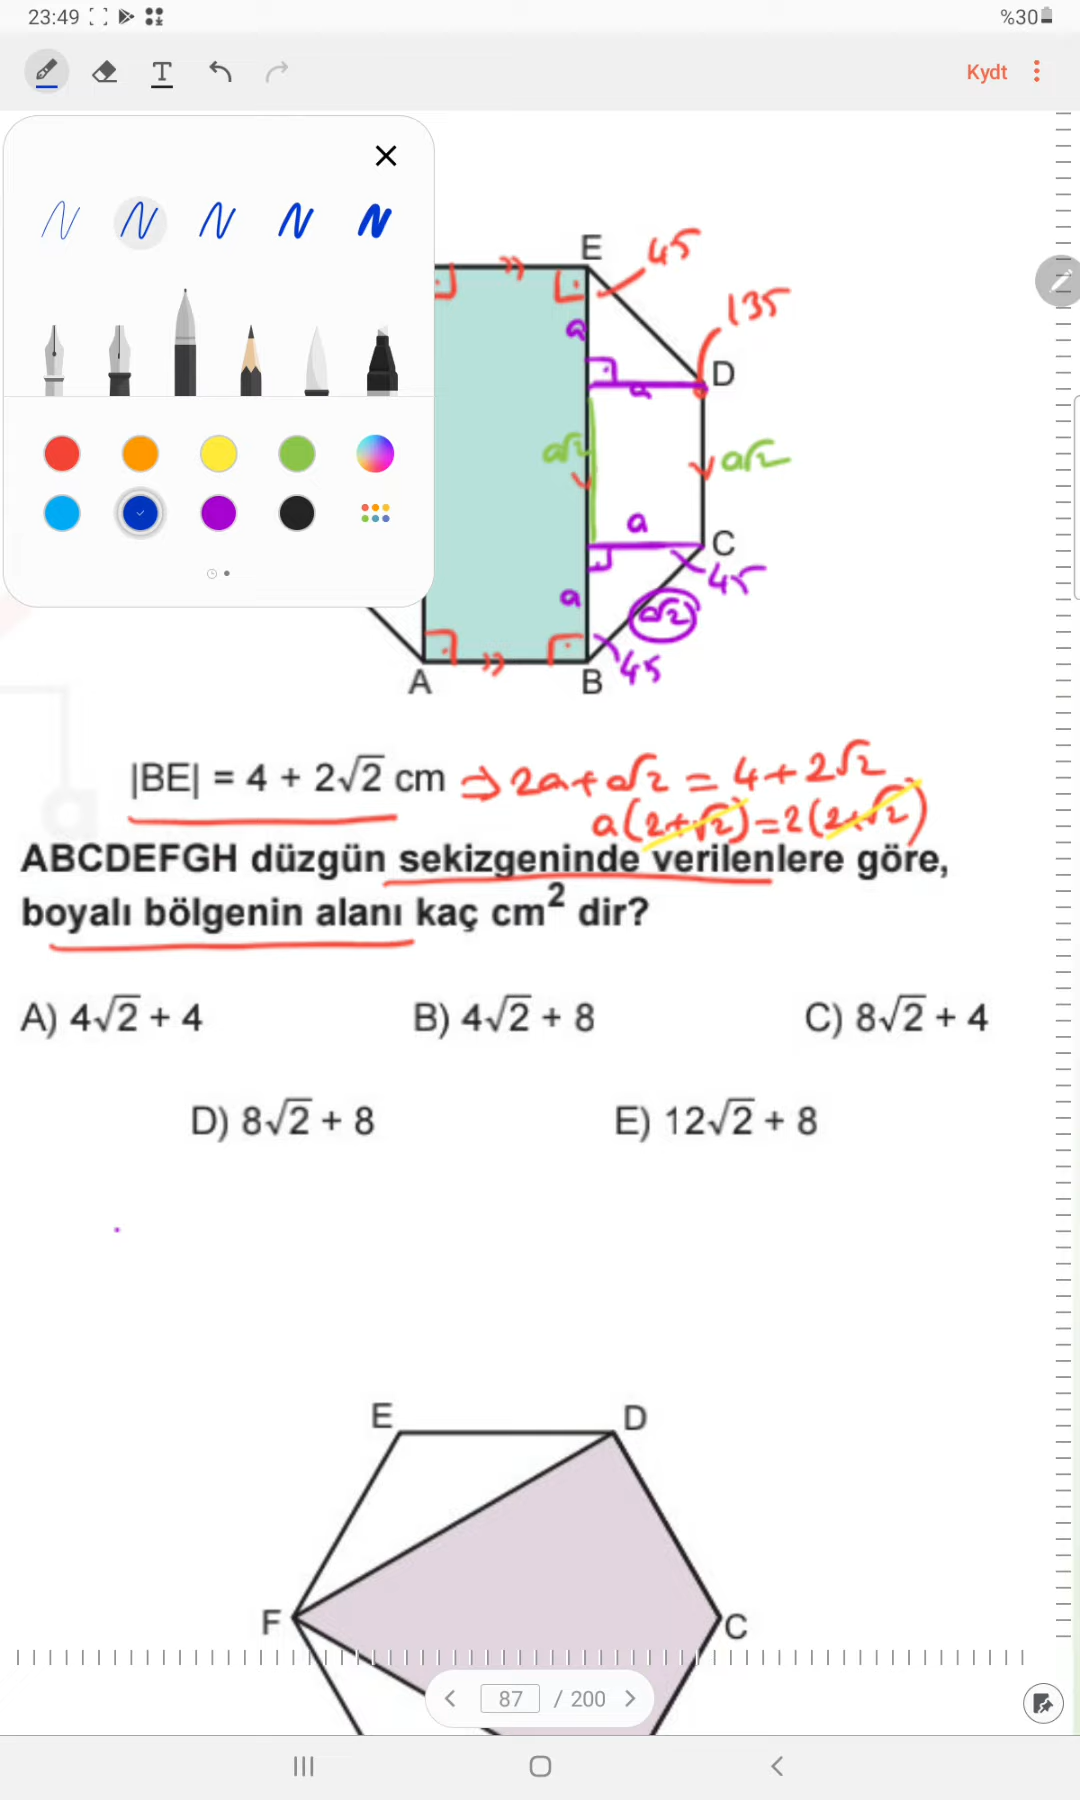 23:49
%30
T
Kydt
E
45
135
a
D
a
a√2
a√2
a
C
45
a
a√2
45
A
B
|BE| = 4 + 2√2 cm ⇒ 2a + a√2 = 4 + 2√2
a(2+√2) = 2(2+√2)
ABCDEFGH düzgün sekizgeninde verilenlere göre,
boyalı bölgenin alanı kaç cm² dir?
A) 4√2 + 4 B) 4√2 + 8 C) 8√2 + 4
D) 8√2 + 8 E) 12√2 + 8
E
D
F
C
87 / 200